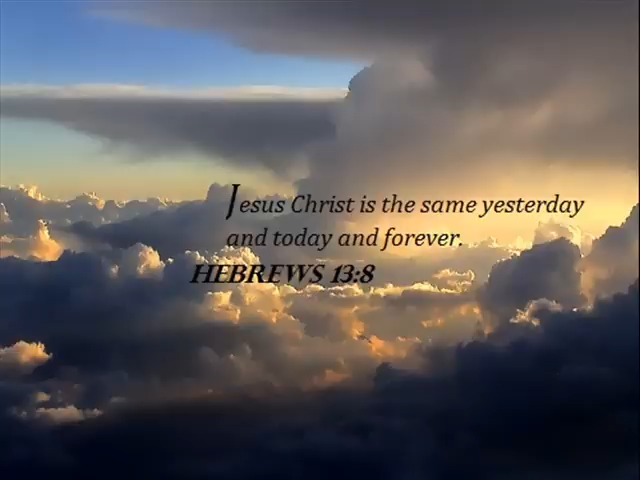 Jesus Christ is the same yesterday
and today and forever.
HEBREWS 13:8